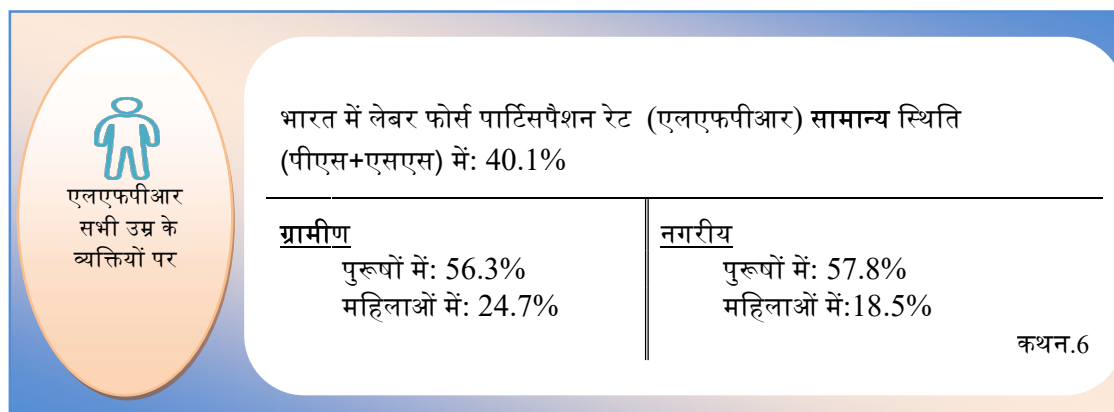 एलएफपीआर
सभी उम्र के
व्यक्तियों पर
भारत में लेबर फोर्स पार्टिसपैशन रेट (एलएफपीआर) सामान्य स्थिति
(पीएस+एसएस) में: 40.1%
ग्रामीण
पुरूषों में: 56.3%
महिलाओं में: 24.7%
नगरीय
पुरूषों में: 57.8%
महिलाओं में:18.5%
कथन.6